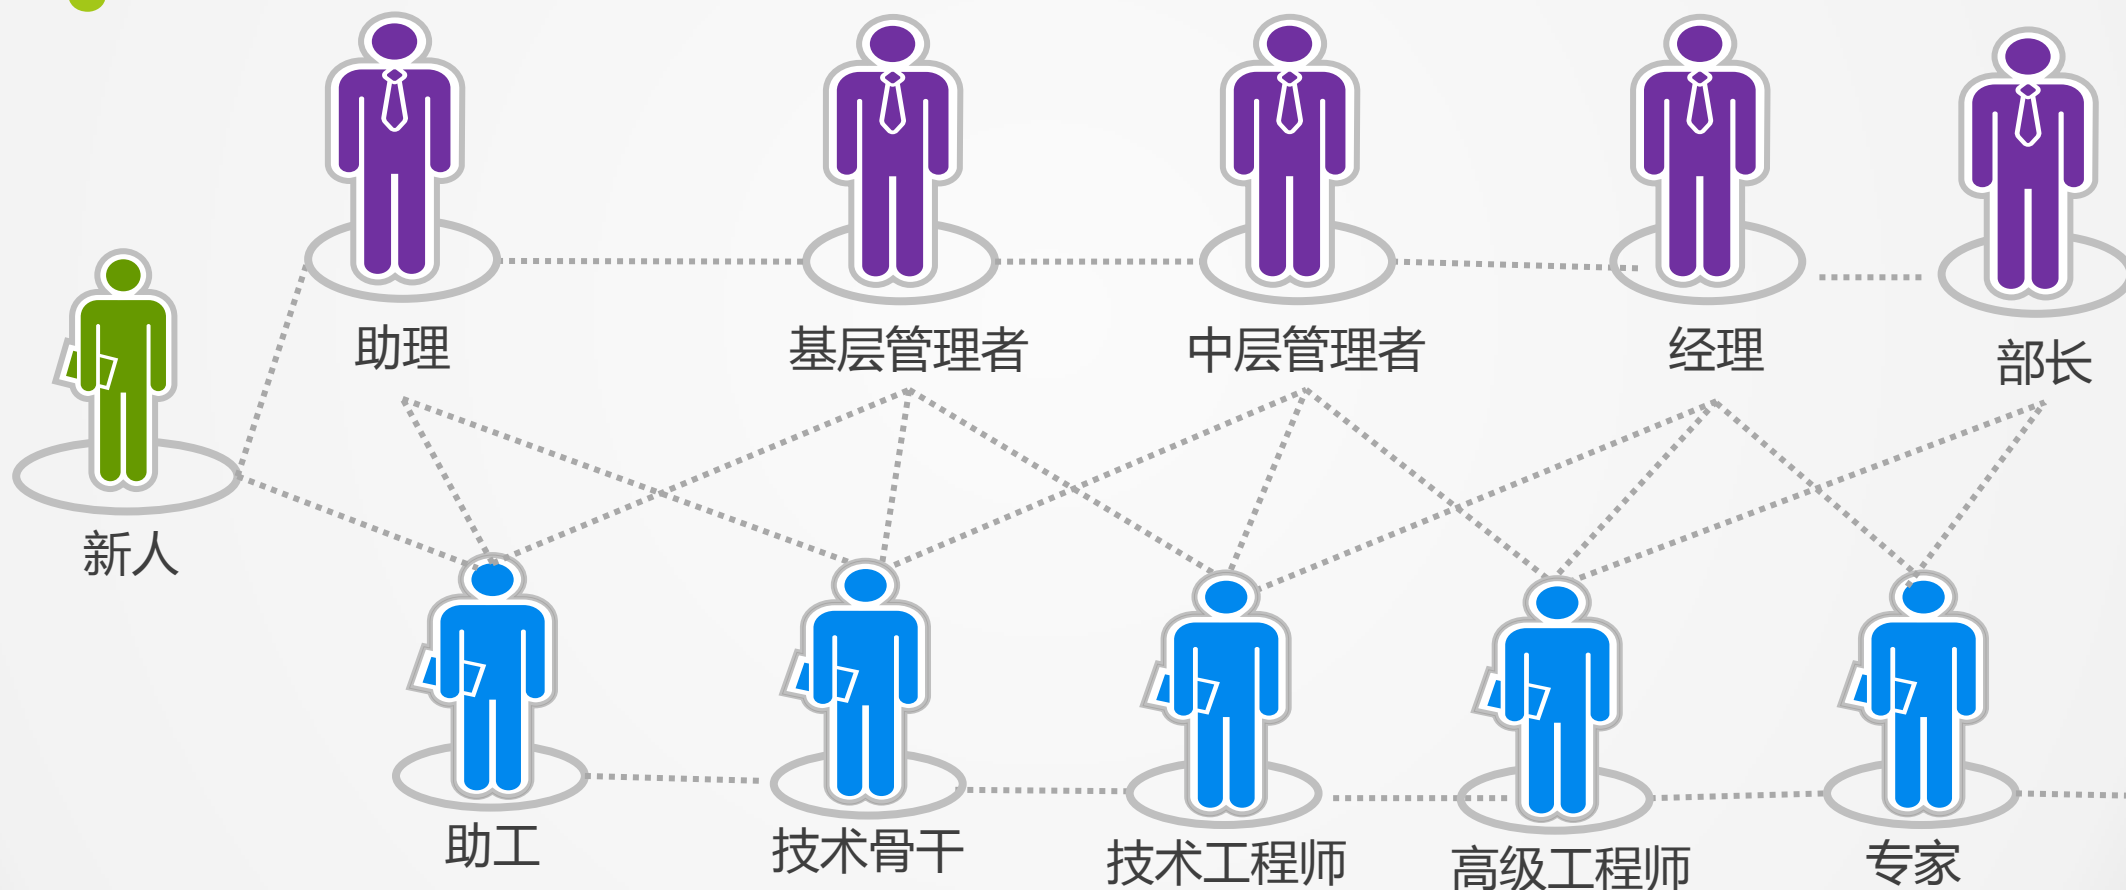 助理
基层管理者
中层管理者
经理
部长
新人
助工
技术骨干
技术工程师
高级工程师
专家